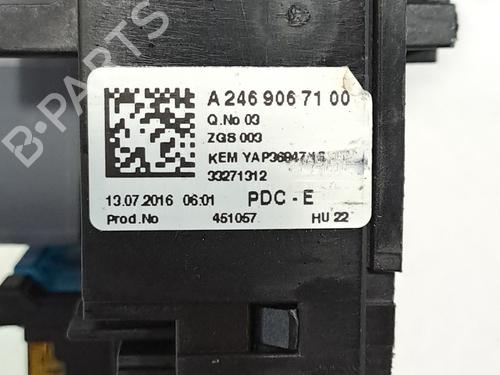 A 246 906 71 00
Q.No 03
ZGS 003
KEM
33271312
13.07.2016 06:01 PDC - E
Prod.No 451057 HU 22
B-PARTS